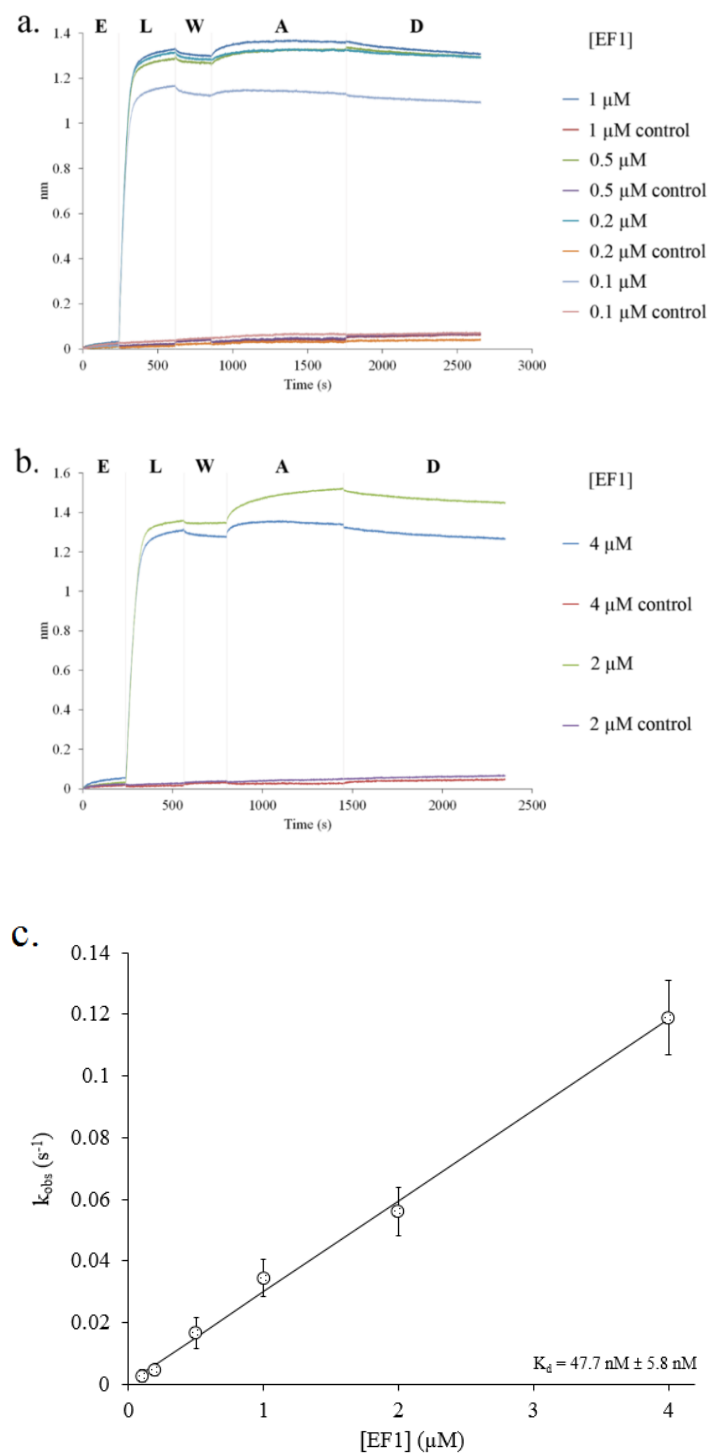 a.
E L W A D
[EF1]
1.4
1.2
1
0.8
0.6
0.4
0.2
0
nm
0 500 1000 1500 2000 2500 3000
Time (s)
1 µM
1 µM control
0.5 µM
0.5 µM control
0.2 µM
0.2 µM control
0.1 µM
0.1 µM control
b.
E L W A D
[EF1]
1.6
1.4
1.2
1
0.8
0.6
0.4
0.2
0
nm
0 500 1000 1500 2000 2500
Time (s)
4 µM
4 µM control
2 µM
2 µM control
c.
0.14
0.12
0.1
0.08
0.06
0.04
0.02
0
kobs (s-1)
Kd = 47.7 nM ± 5.8 nM
0 1 2 3 4
[EF1] (µM)